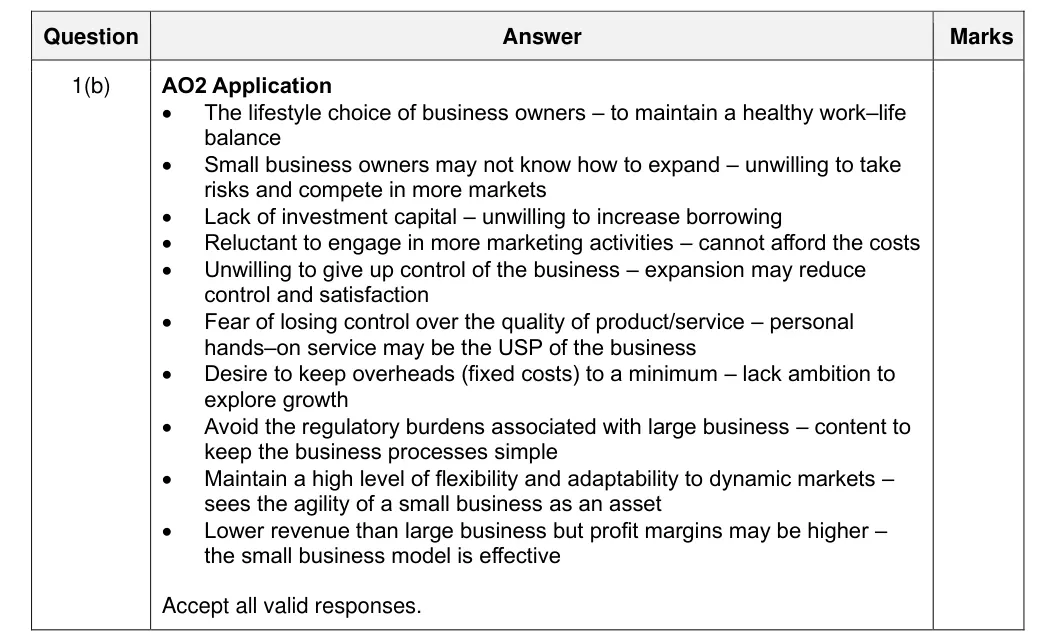 Question Answer Marks
1(b) AO2 Application
• The lifestyle choice of business owners – to maintain a healthy work–life
balance
• Small business owners may not know how to expand – unwilling to take
risks and compete in more markets
• Lack of investment capital – unwilling to increase borrowing
• Reluctant to engage in more marketing activities – cannot afford the costs
• Unwilling to give up control of the business – expansion may reduce
control and satisfaction
• Fear of losing control over the quality of product/service – personal
hands–on service may be the USP of the business
• Desire to keep overheads (fixed costs) to a minimum – lack ambition to
explore growth
• Avoid the regulatory burdens associated with large business – content to
keep the business processes simple
• Maintain a high level of flexibility and adaptability to dynamic markets –
sees the agility of a small business as an asset
• Lower revenue than large business but profit margins may be higher –
the small business model is effective
Accept all valid responses.